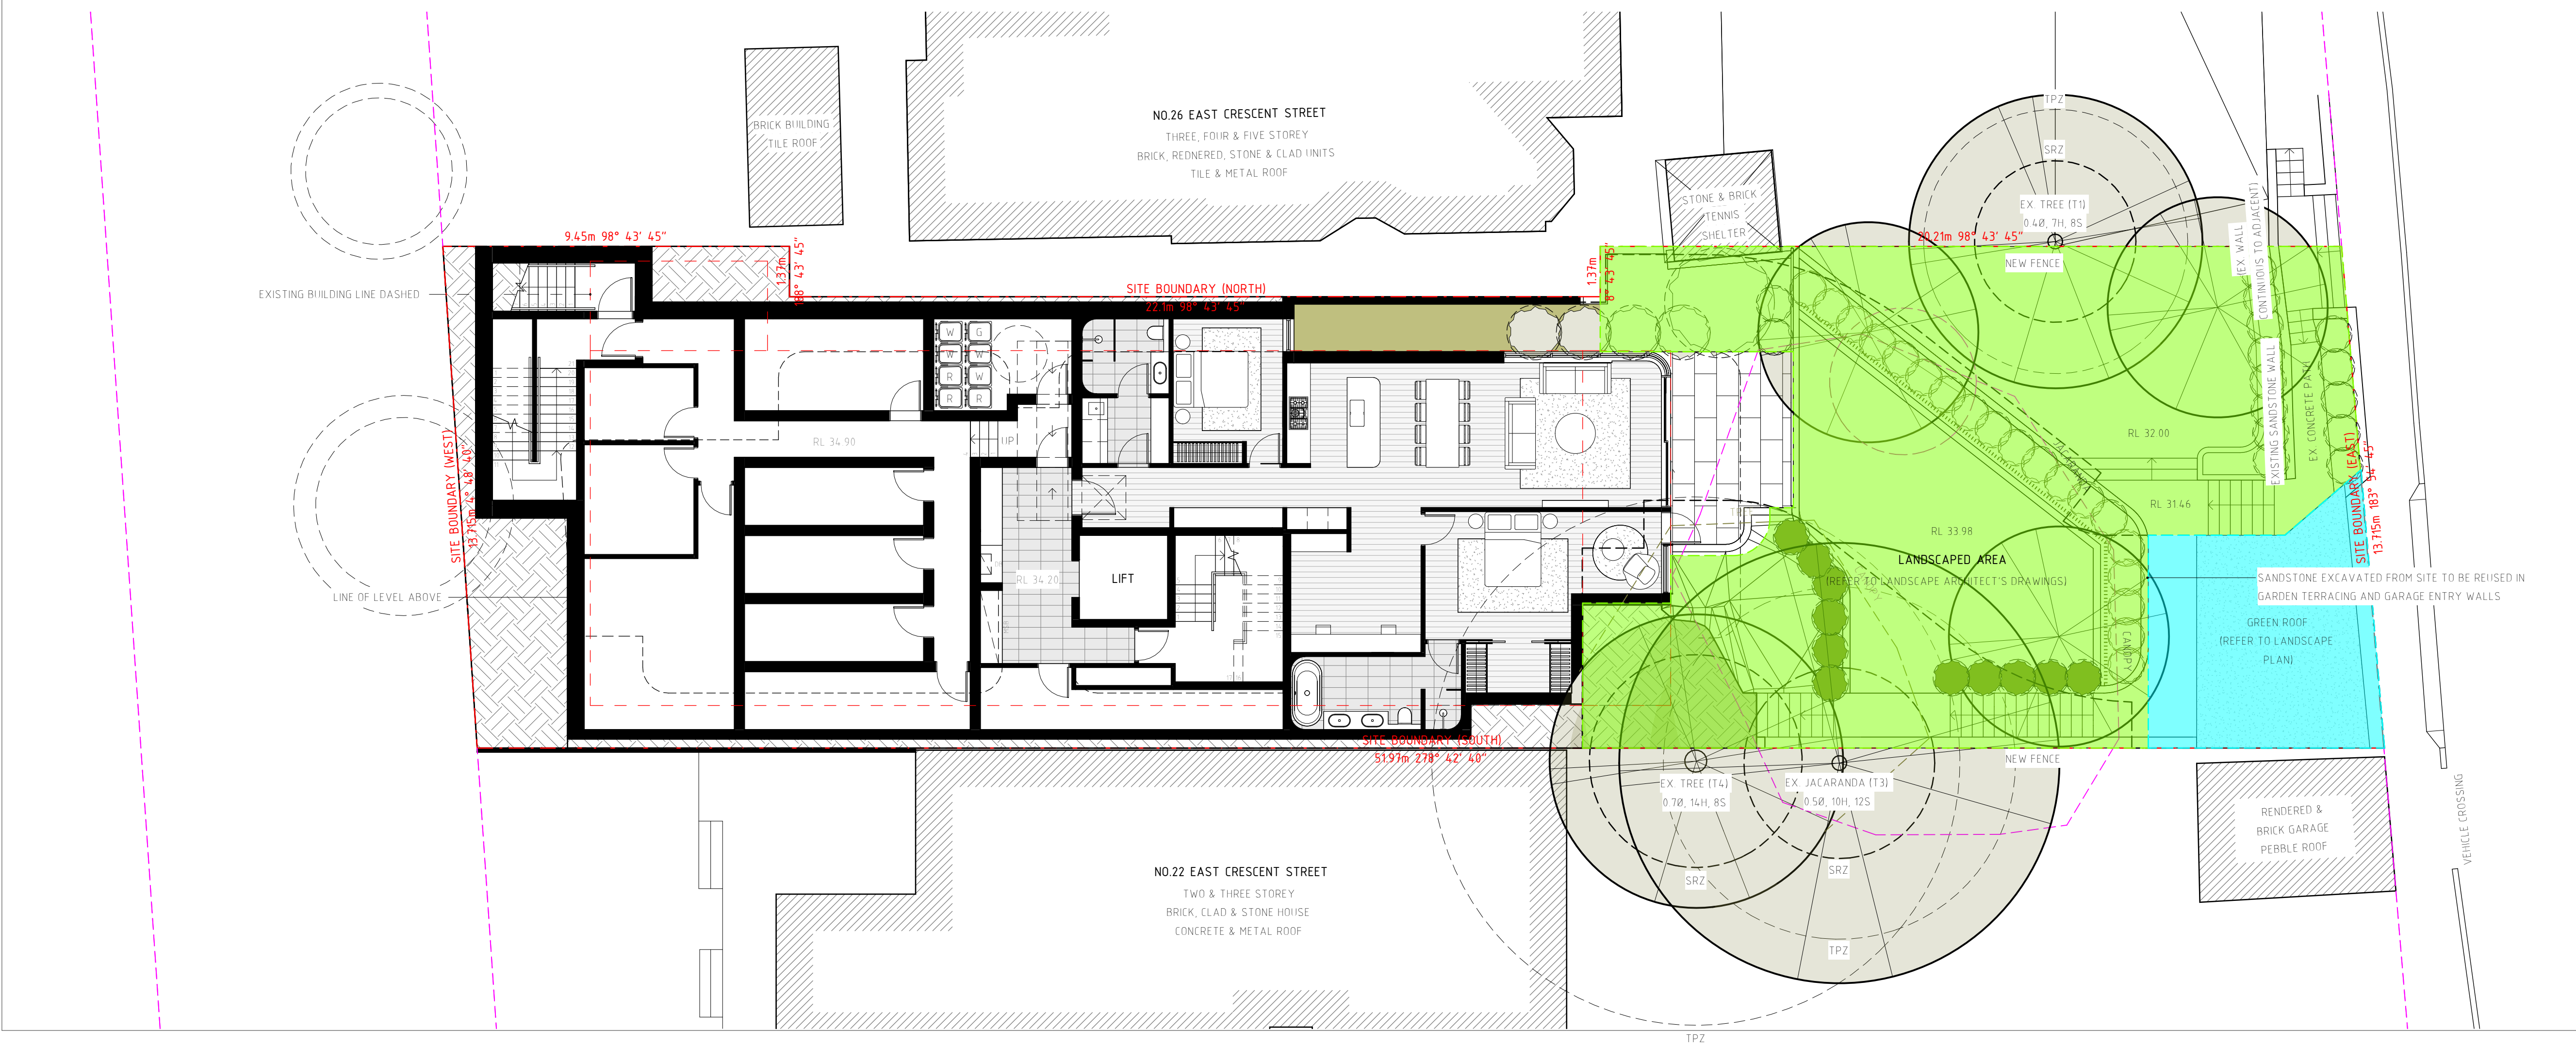 TPZ
SRZ
EX. TREE (T1)
0.4Ø, 7H, 8S
NO.26 EAST CRESCENT STREET
THREE, FOUR & FIVE STOREY
BRICK, REDNERED, STONE & CLAD UNITS
TILE & METAL ROOF
BRICK BUILDING
TILE ROOF
STONE & BRICK
TENNIS
SHELTER
9.45m 98° 43' 45"
1.37m
188° 43' 45"
SITE BOUNDARY (NORTH)
22.1m 98° 43' 45"
1.37m
8° 43' 45"
20.21m 98° 43' 45"
NEW FENCE
EX WALL
CONTINUOUS TO ADJACENT)
EXISTING SANDSTONE WALL
EX CONCRETE PATH
EXISTING BUILDING LINE DASHED
SITE BOUNDARY (WEST)
13.715m 4° 48' 40"
LINE OF LEVEL ABOVE
W
G
W
W
R
W
R
R
RL 34.90
UP
RL 34.20
LIFT
RL 32.00
RL 31.46
RL 33.98
LANDSCAPED AREA
(REFER TO LANDSCAPE ARCHITECT'S DRAWINGS)
SITE BOUNDARY (EAST)
13.715m 183° 54' 45"
SANDSTONE EXCAVATED FROM SITE TO BE REUSED IN
GARDEN TERRACING AND GARAGE ENTRY WALLS
GREEN ROOF
(REFER TO LANDSCAPE
PLAN)
CANOPY
SITE BOUNDARY (SOUTH)
51.97m 278° 42' 40"
NEW FENCE
EX. TREE (T4)
0.7Ø, 14H, 8S
EX. JACARANDA (T3)
0.5Ø, 10H, 12S
SRZ
SRZ
TPZ
TPZ
NO.22 EAST CRESCENT STREET
TWO & THREE STOREY
BRICK, CLAD & STONE HOUSE
CONCRETE & METAL ROOF
RENDERED &
BRICK GARAGE
PEBBLE ROOF
VEHICLE CROSSING